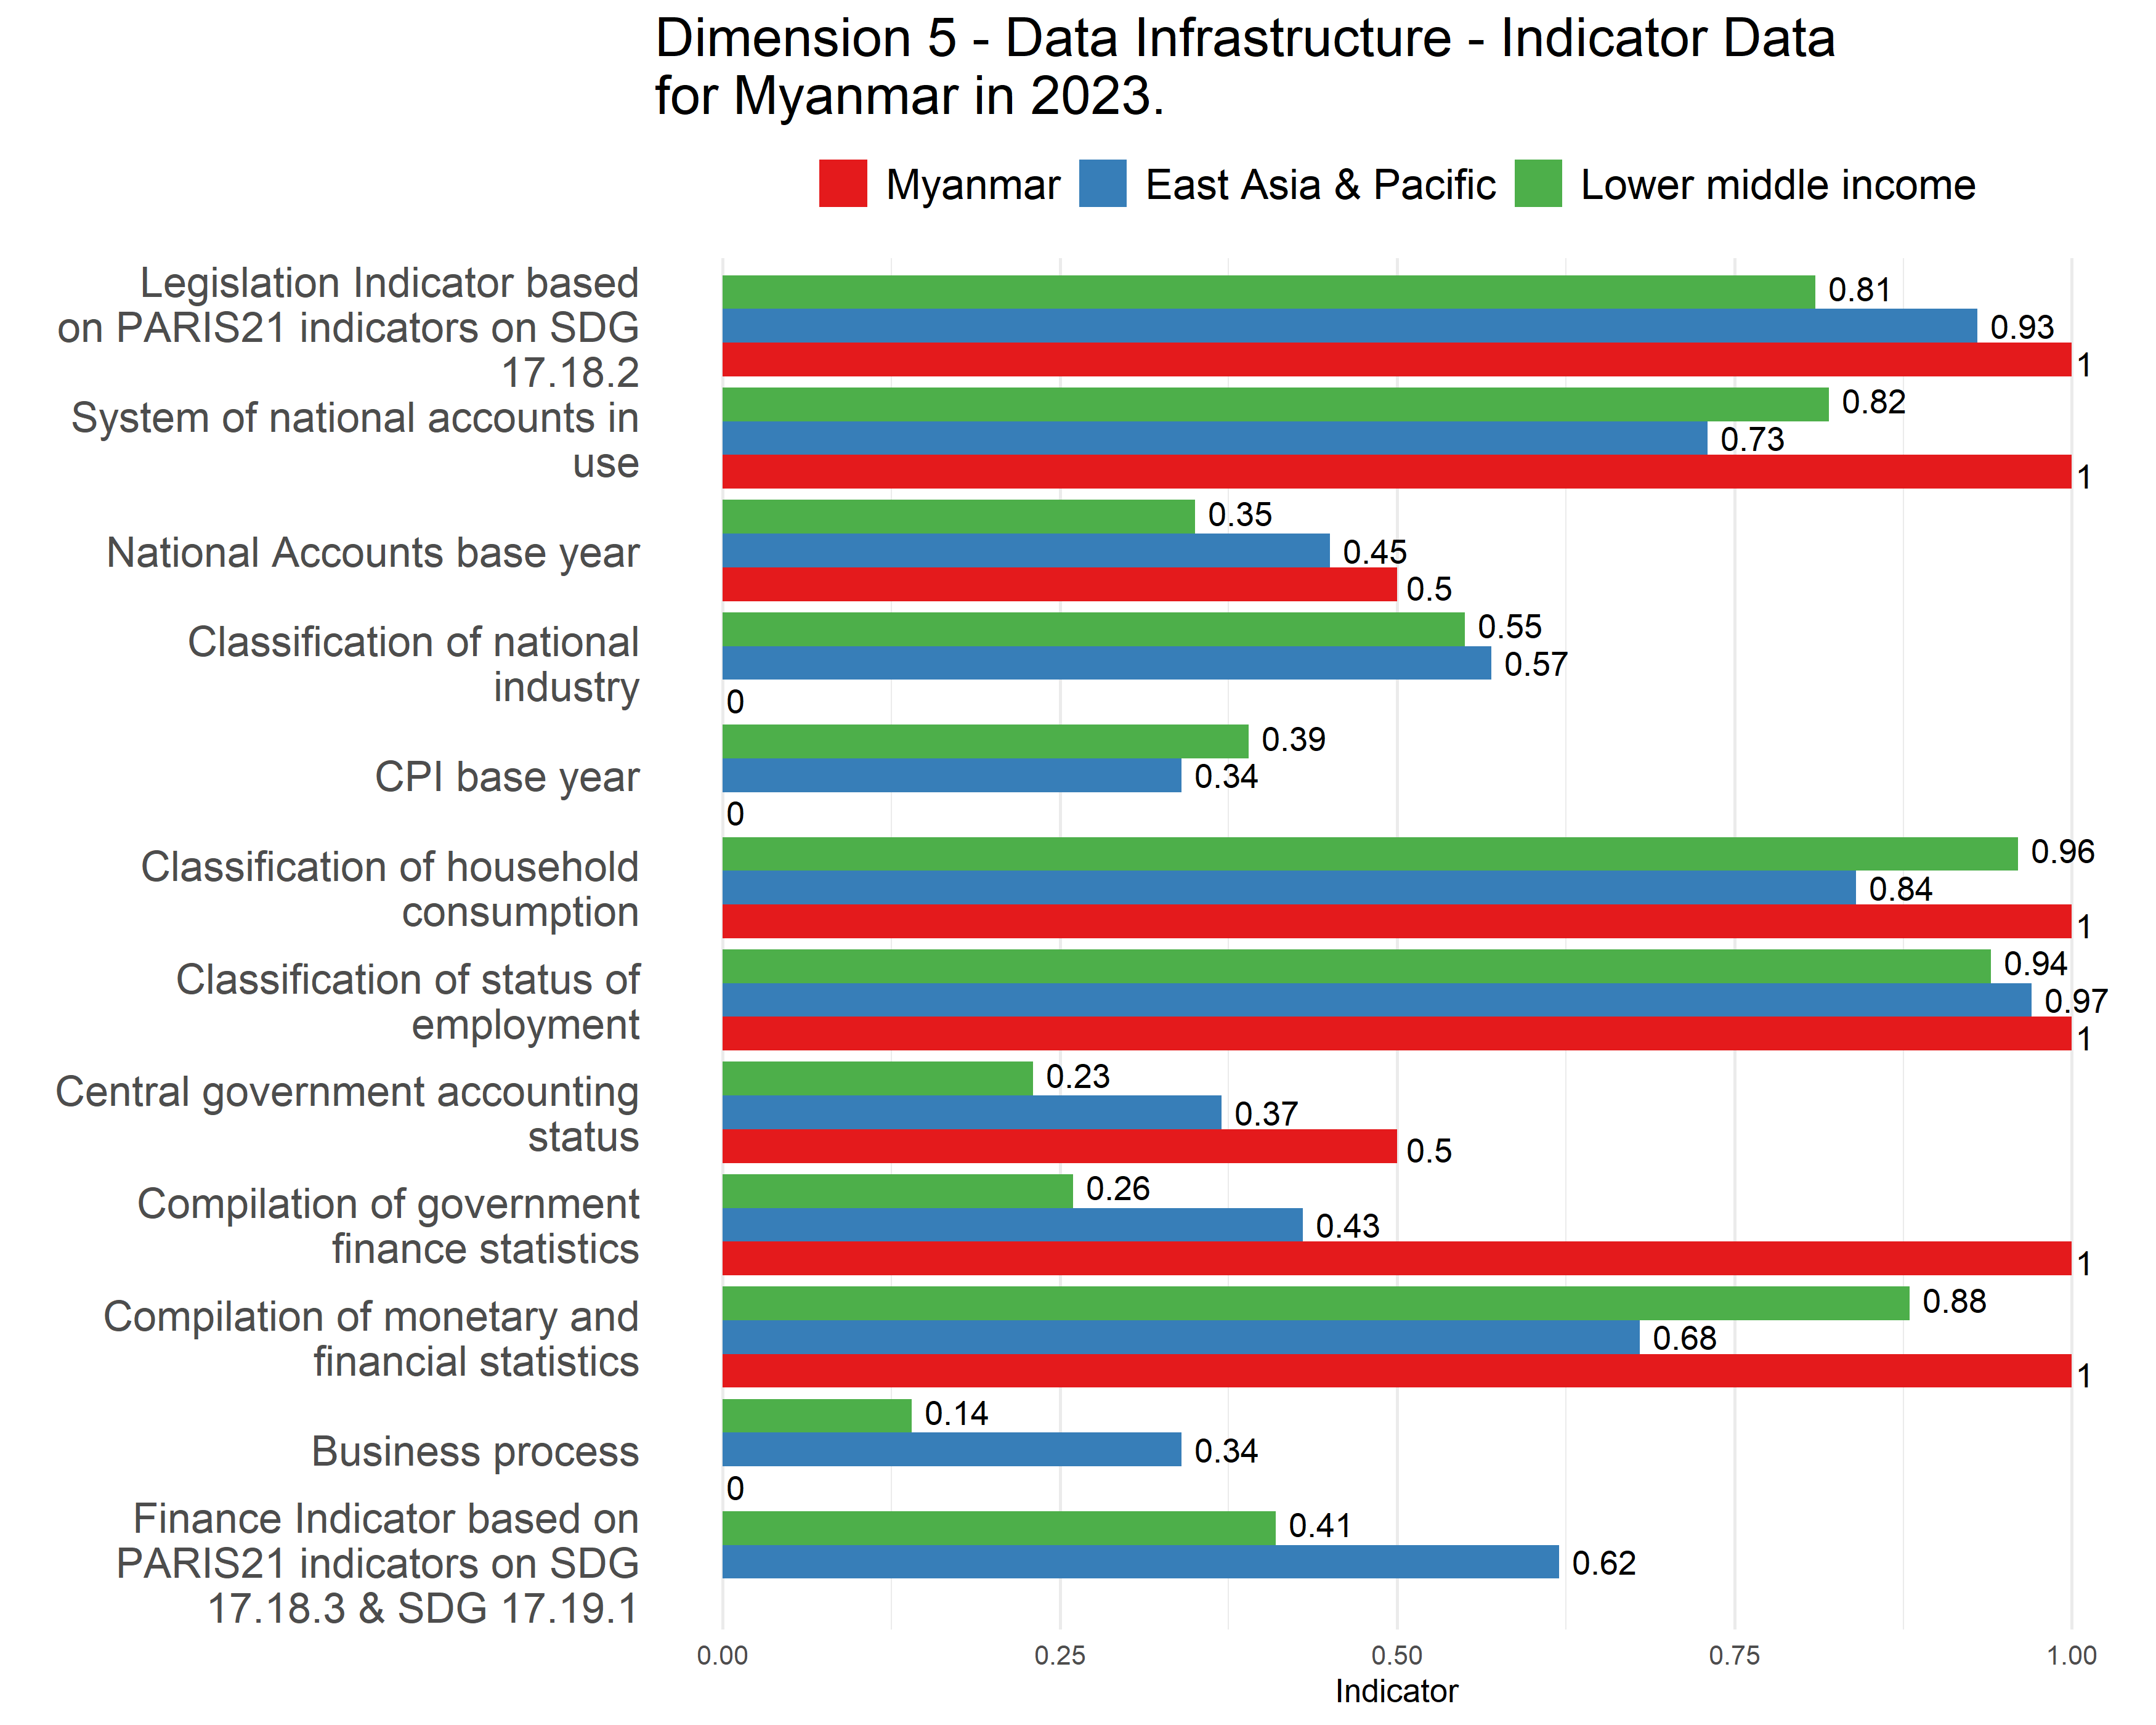 Dimension 5 - Data Infrastructure - Indicator Data
for Myanmar in 2023.
Myanmar East Asia & Pacific Lower middle income
Legislation Indicator based
on PARIS21 indicators on SDG
17.18.2
0.81
0.93
1
System of national accounts in
use
0.82
0.73
1
National Accounts base year
0.35
0.45
0.5
Classification of national
industry
0.55
0.57
0
CPI base year
0.39
0.34
0
Classification of household
consumption
0.96
0.84
1
Classification of status of
employment
0.94
0.97
1
Central government accounting
status
0.23
0.37
0.5
Compilation of government
finance statistics
0.26
0.43
1
Compilation of monetary and
financial statistics
0.88
0.68
1
Business process
0.14
0.34
0
Finance Indicator based on
PARIS21 indicators on SDG
17.18.3 & SDG 17.19.1
0.41
0.62
0.00 0.25 0.50 0.75 1.00
Indicator